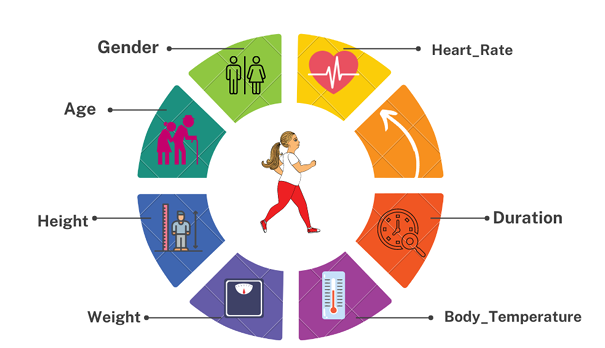 Gender
Heart_Rate
Age
Height
Duration
Weight
Body_Temperature